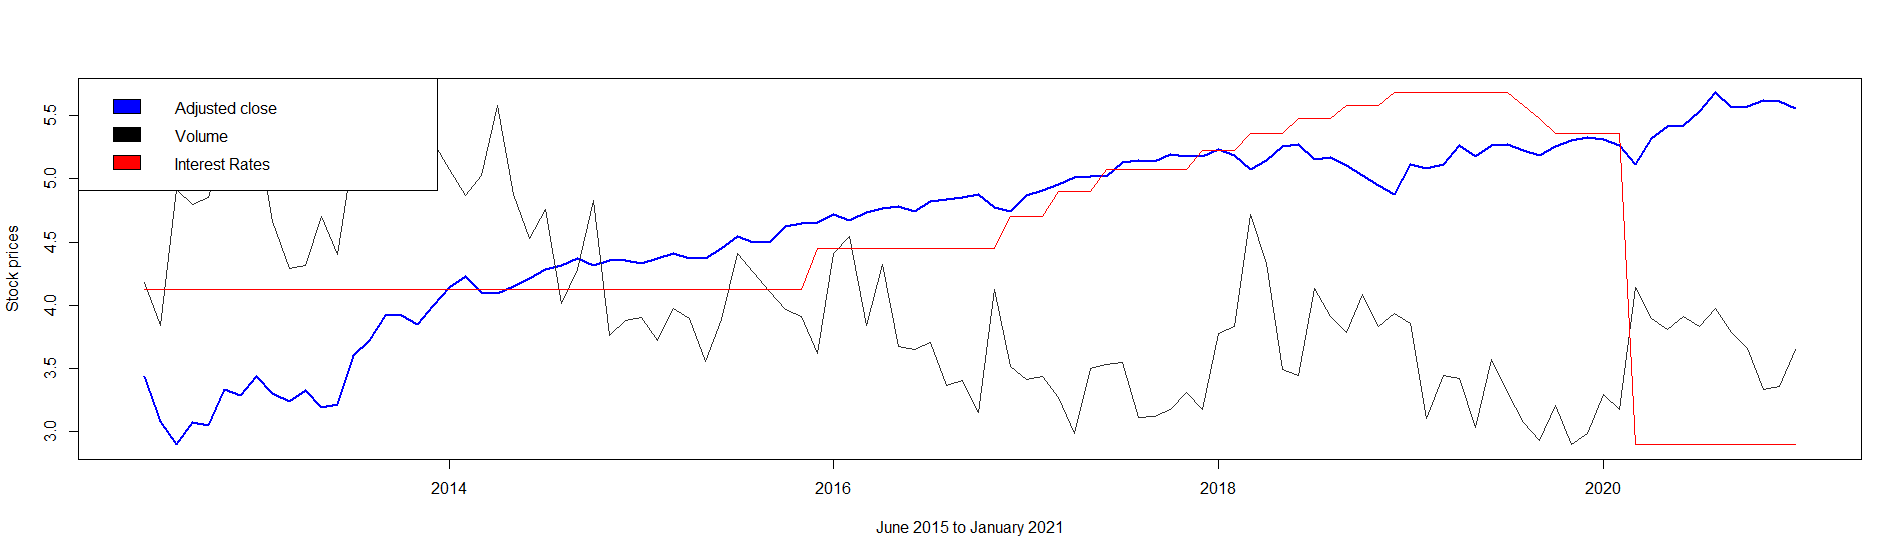 Adjusted close
Volume
Interest Rates
Stock prices
5.5
5.0
4.5
4.0
3.5
3.0
2014
2016
2018
2020
June 2015 to January 2021